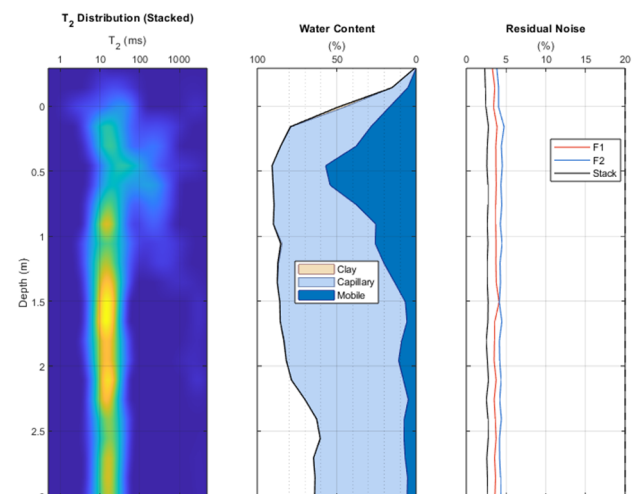 T2 Distribution (Stacked)
T2 (ms)
1 10 100 1000
Water Content
(%)
100 50 0
Residual Noise
(%)
0 5 10 15 20
Depth (m)
0
0.5
1
1.5
2
2.5
Clay
Capillary
Mobile
F1
F2
Stack